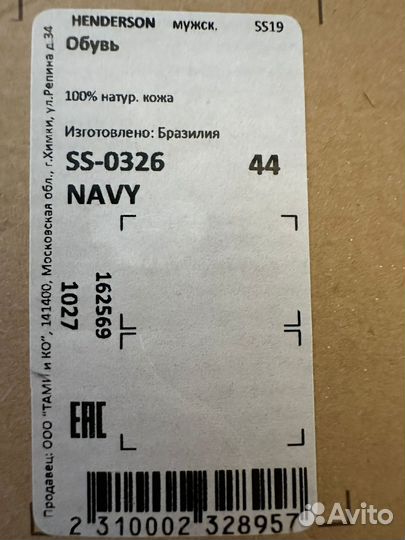 HENDERSON мужск. SS19
Обувь
100% натур. кожа
Изготовлено: Бразилия
SS-0326 44
NAVY
162569
1027
Продавец: ООО "ТАМИ и КО", 141400, Московская обл., г.Химки, ул.Репина д.34
EAC
2 310002 328957
Avito